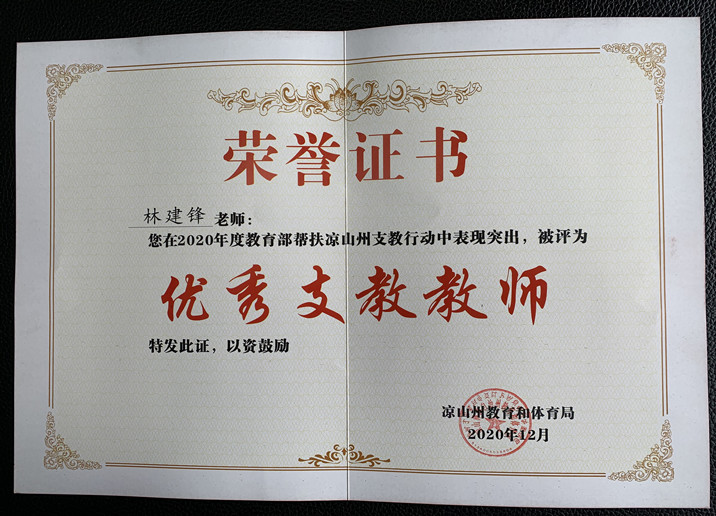 荣誉证书
林建锋 老师：
您在2020年度教育部帮扶凉山州支教行动中表现突出，被评为
优秀支教教师
特发此证，以资鼓励
凉山州教育和体育局
2020年12月